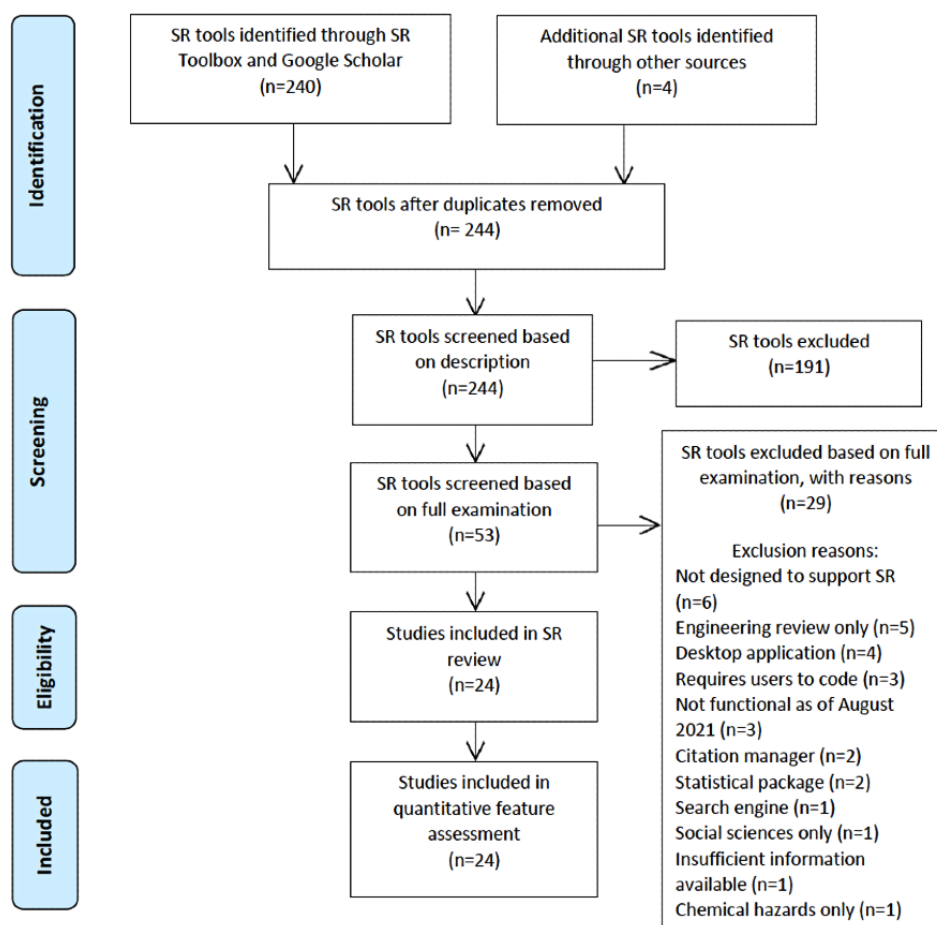 Identification
SR tools identified through SR
Toolbox and Google Scholar
(n=240)
Additional SR tools identified
through other sources
(n=4)
SR tools after duplicates removed
(n= 244)
Screening
SR tools screened based
on description
(n=244)
SR tools excluded
(n=191)
SR tools screened based
on full examination
(n=53)
SR tools excluded based on full
examination, with reasons
(n=29)
Exclusion reasons:
Not designed to support SR
(n=6)
Engineering review only (n=5)
Desktop application (n=4)
Requires users to code (n=3)
Not functional as of August
2021 (n=3)
Citation manager (n=2)
Statistical package (n=2)
Search engine (n=1)
Social sciences only (n=1)
Insufficient information
available (n=1)
Chemical hazards only (n=1)
Eligibility
Studies included in SR
review
(n=24)
Included
Studies included in
quantitative feature
assessment
(n=24)